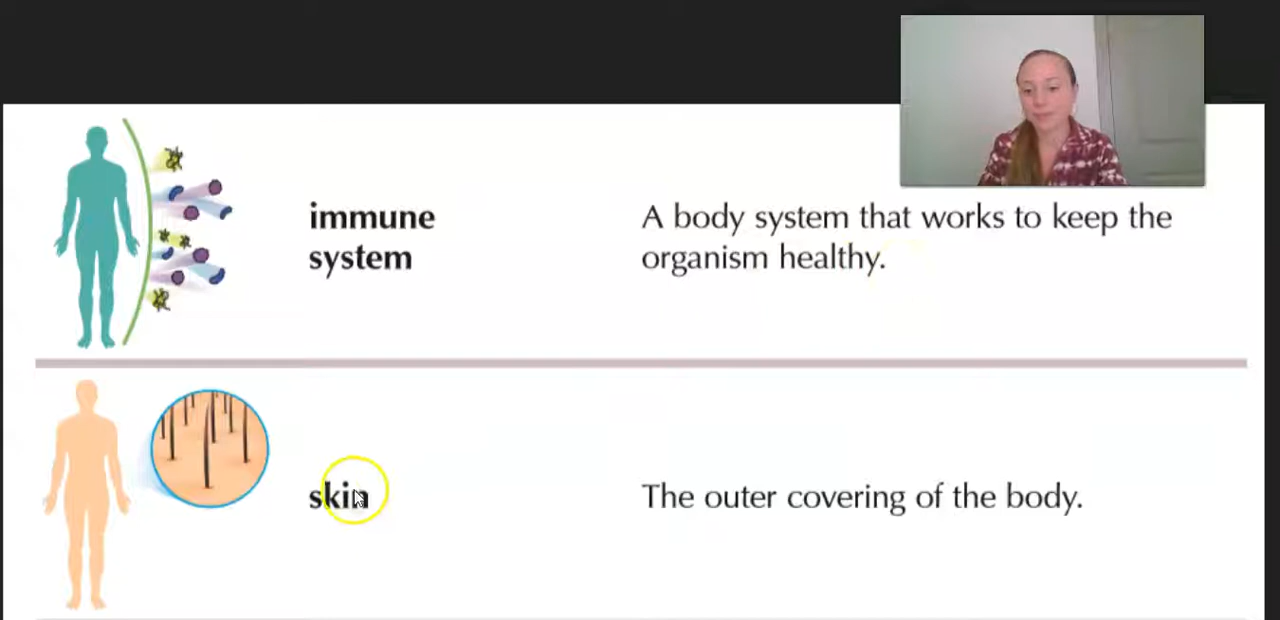 immune
system
A body system that works to keep the
organism healthy.
skin
The outer covering of the body.